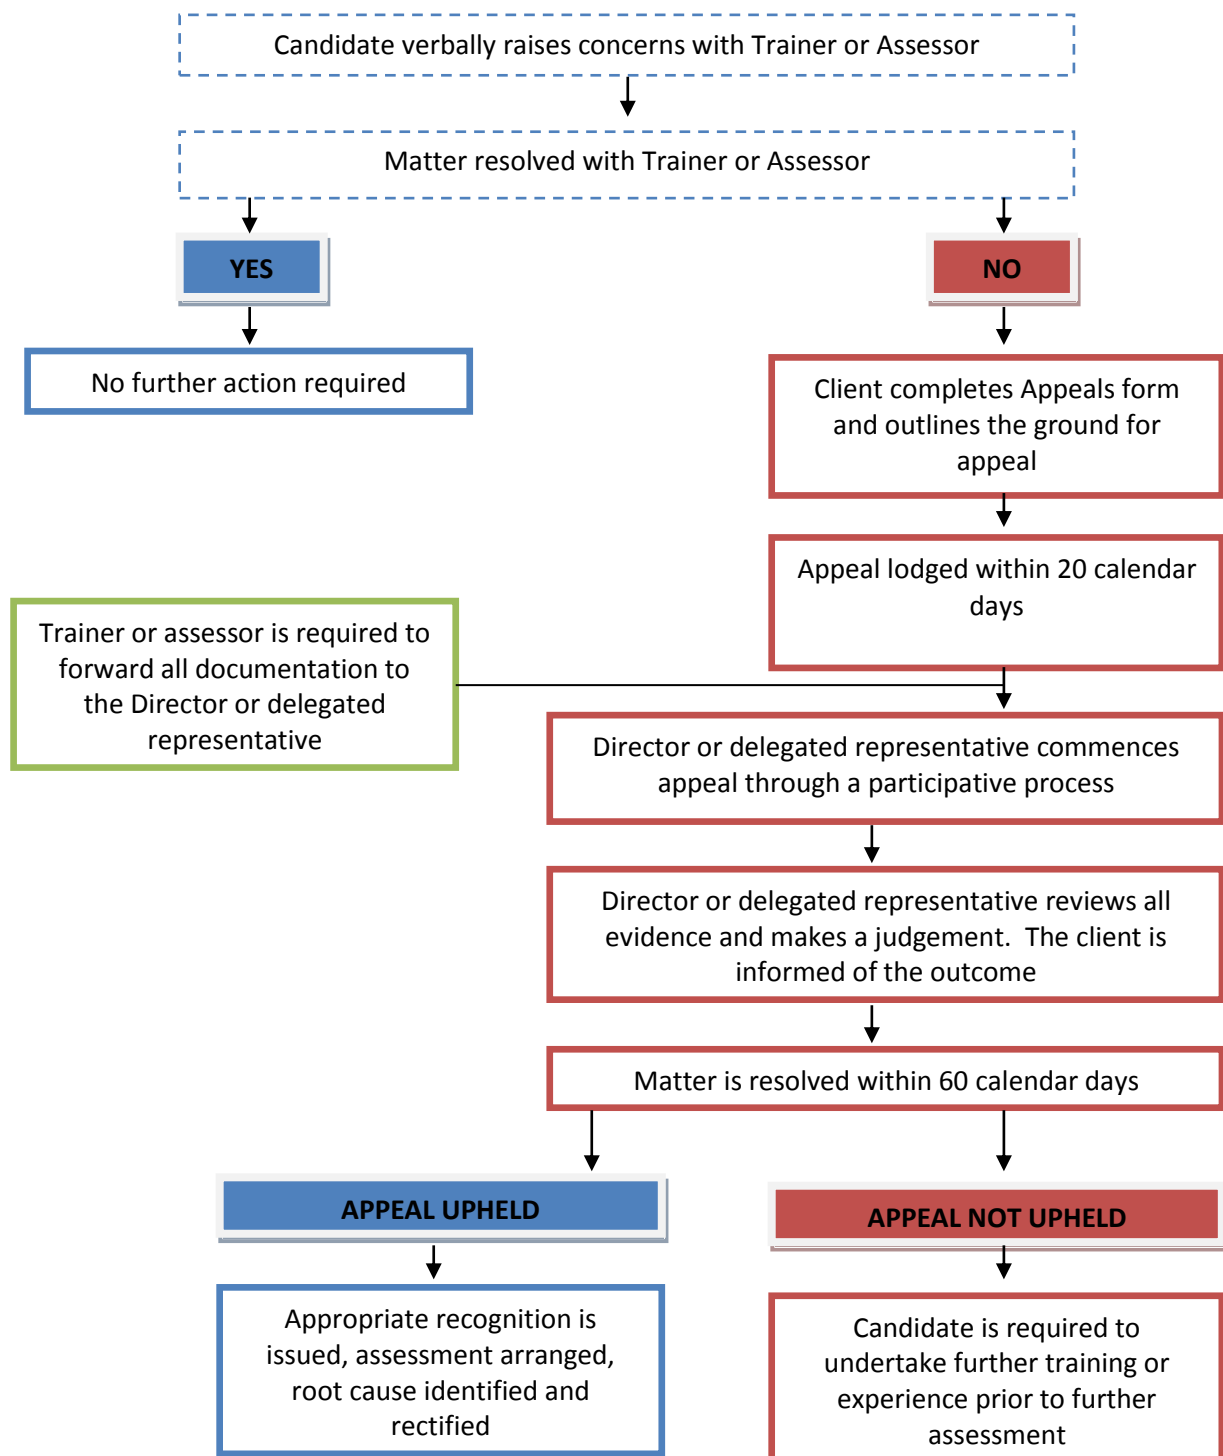 Candidate verbally raises concerns with Trainer or Assessor
Matter resolved with Trainer or Assessor
YES
NO
No further action required
Client completes Appeals form
and outlines the ground for
appeal
Appeal lodged within 20 calendar
days
Trainer or assessor is required to
forward all documentation to
the Director or delegated
representative
Director or delegated representative commences
appeal through a participative process
Director or delegated representative reviews all
evidence and makes a judgement.  The client is
informed of the outcome
Matter is resolved within 60 calendar days
APPEAL UPHELD
APPEAL NOT UPHELD
Appropriate recognition is
issued, assessment arranged,
root cause identified and
rectified
Candidate is required to
undertake further training or
experience prior to further
assessment